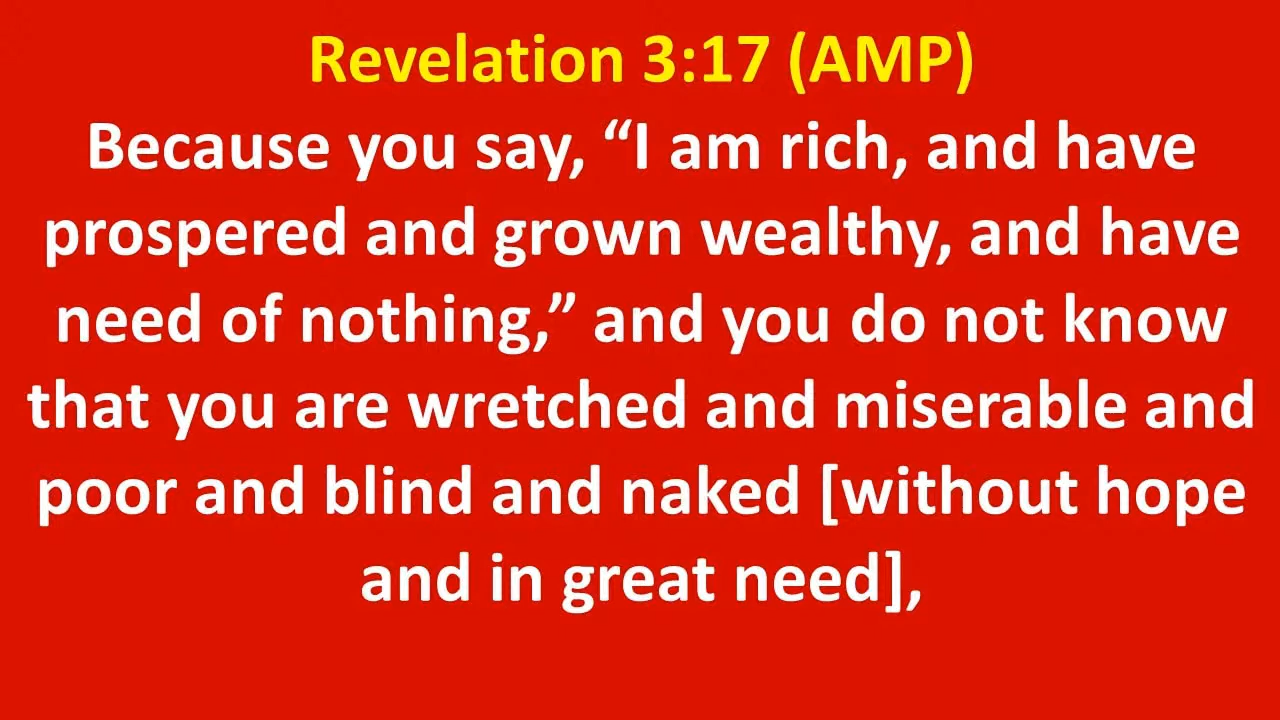 Revelation 3:17 (AMP)
Because you say, “I am rich, and have
prospered and grown wealthy, and have
need of nothing,” and you do not know
that you are wretched and miserable and
poor and blind and naked [without hope
and in great need],